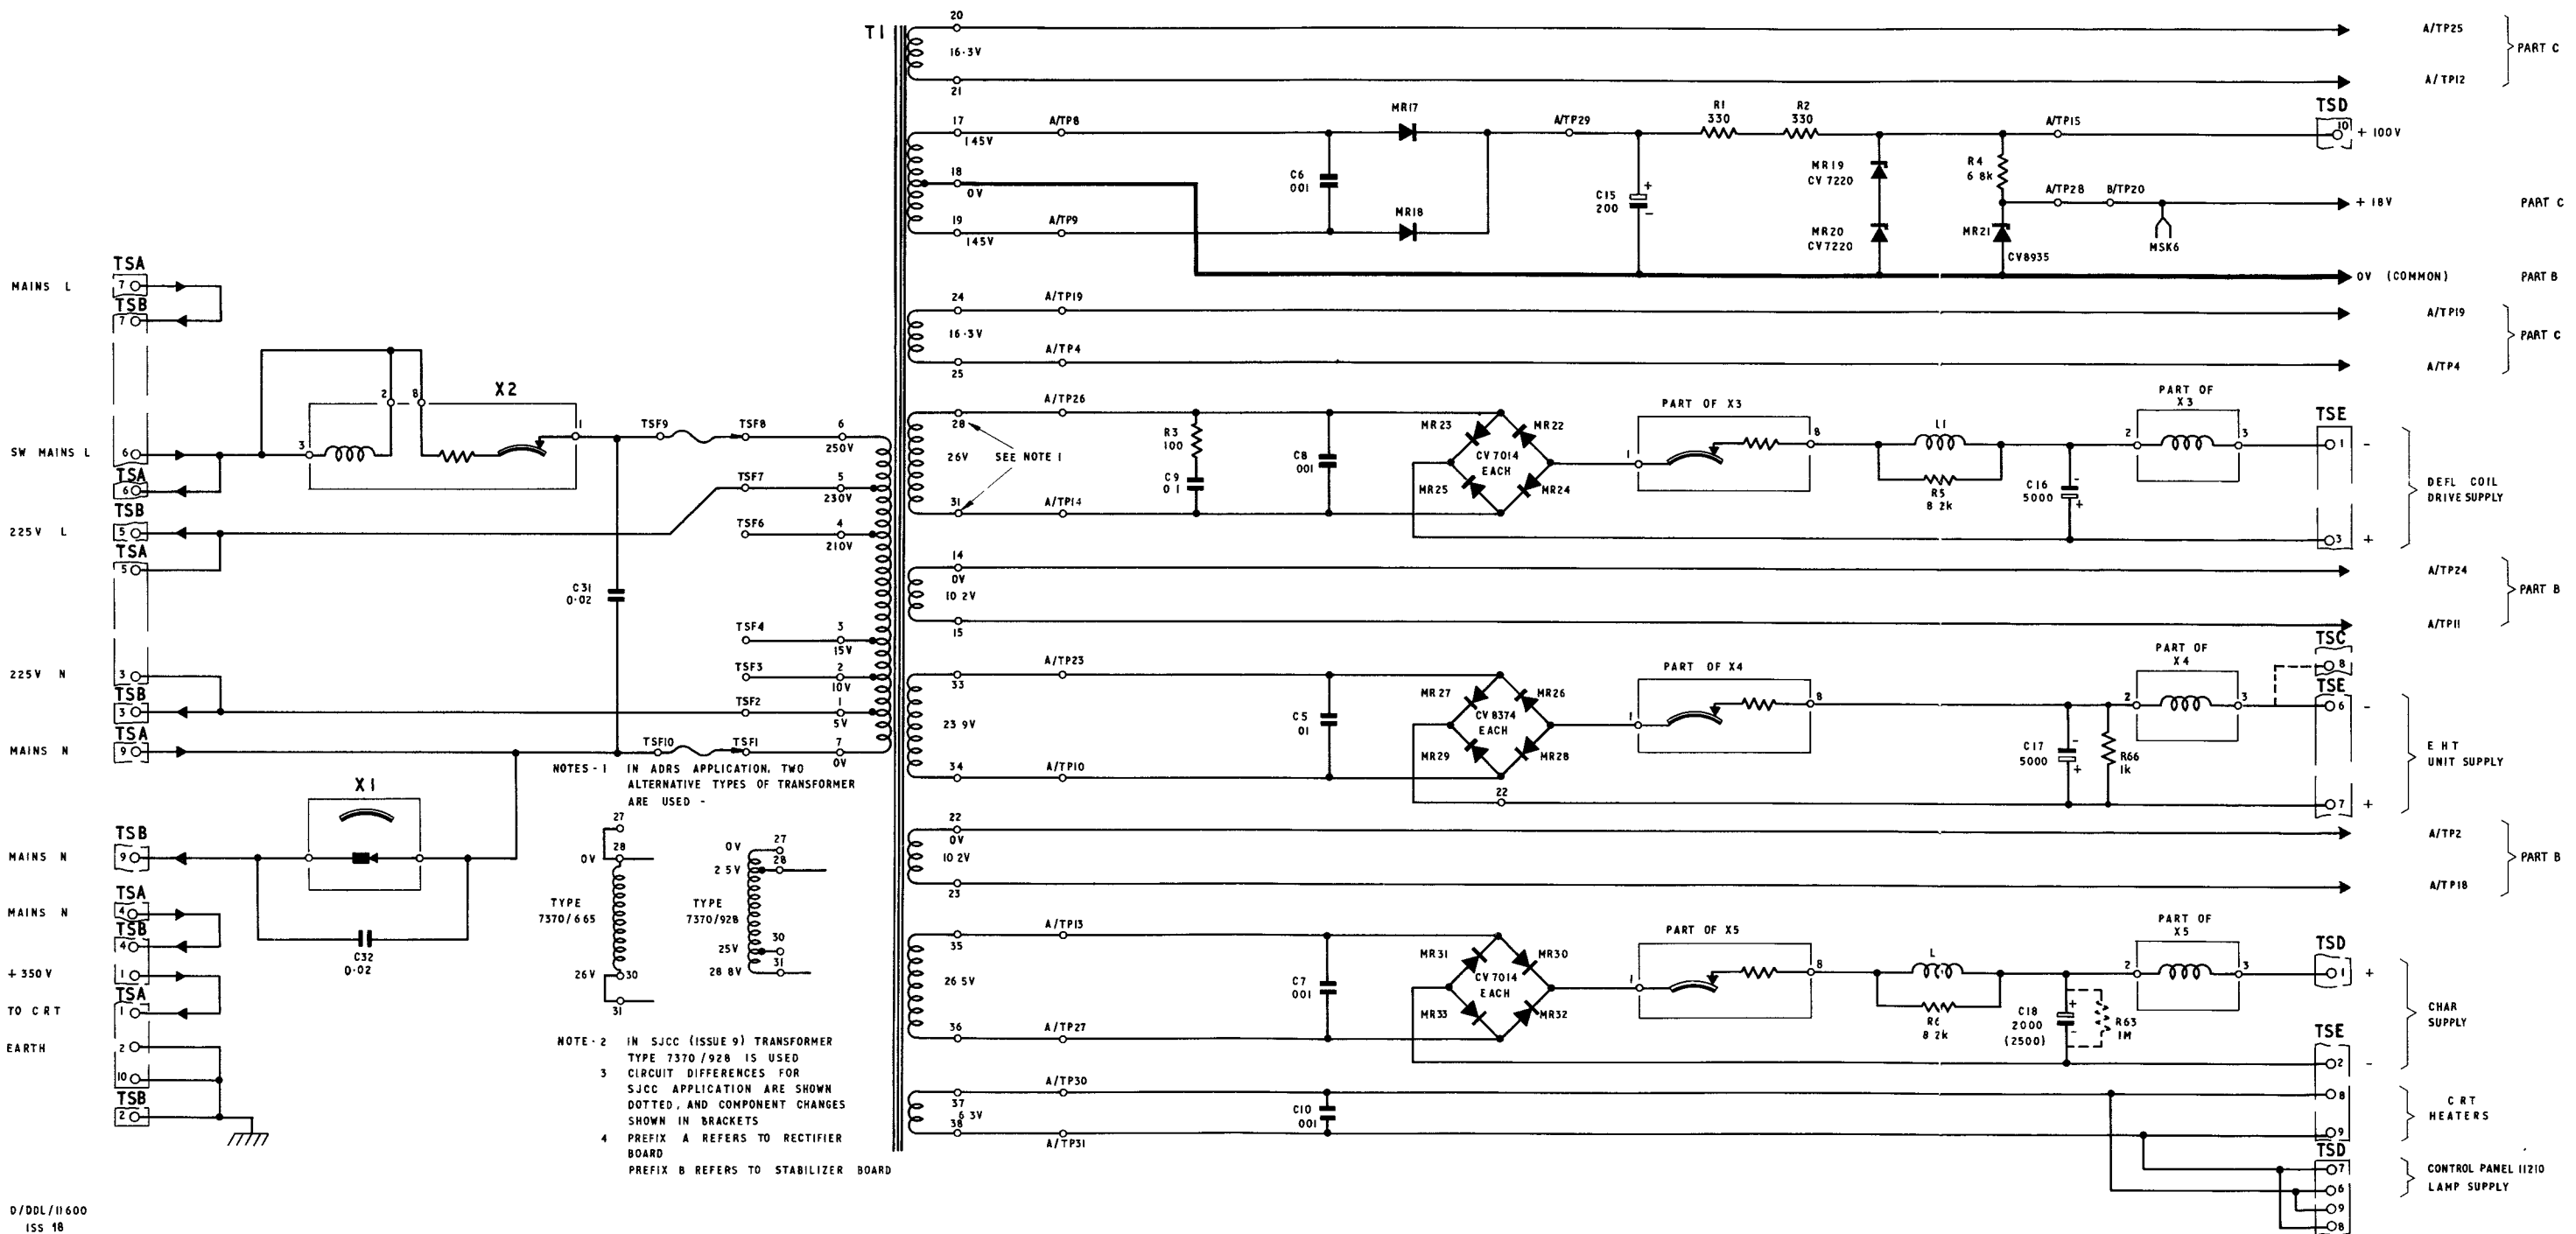 T1
20
16·3V
21
A/TP25
A/TP12
PART C
17
145V
A/TP8
18
0V
19
145V
A/TP9
C6
001
MR17
MR18
A/TP29
C15
200
+
-
R1
330
R2
330
MR19
CV 7220
MR20
CV 7220
R4
6 8k
MR21
CV8935
A/TP15
A/TP28
B/TP20
MSK6
TSD
10
+ 100V
+ 18V
PART C
0V (COMMON)
PART B
24
A/TP19
16·3V
25
A/TP4
A/TP19
A/TP4
PART C
28
A/TP26
26V
31
A/TP14
SEE NOTE 1
R3
100
C9
0 1
C8
001
MR23
MR22
CV 7014
EACH
MR25
MR24
PART OF X3
1
8
L1
R5
8 2k
C16
5000
-
+
PART OF
X3
2
3
TSE
1
-
3
+
DEFL COIL
DRIVE SUPPLY
14
0V
10 2V
15
A/TP24
A/TP11
PART B
33
A/TP23
23 9V
34
A/TP10
C5
01
MR27
MR26
CV 8374
EACH
MR29
MR28
22
PART OF X4
1
8
C17
5000
-
+
R66
1k
PART OF
X4
2
3
TSC
8
TSE
6
-
7
+
E H T
UNIT SUPPLY
22
0V
10 2V
23
A/TP2
A/TP18
PART B
35
A/TP13
26 5V
36
A/TP27
C7
001
MR31
MR30
CV 7014
EACH
MR33
MR32
PART OF X5
1
8
L
R6
8 2k
C18
2000
(2500)
+
-
R63
1M
PART OF
X5
2
3
TSD
1
+
TSE
2
-
CHAR
SUPPLY
37
A/TP30
6 3V
38
A/TP31
C10
001
8
9
C R T
HEATERS
TSD
7
6
9
8
CONTROL PANEL 11210
LAMP SUPPLY
MAINS L
TSA
7
TSB
7
SW MAINS L
6
TSA
6
225V L
TSB
5
TSA
5
225V N
3
TSB
3
MAINS N
TSA
9
MAINS N
TSB
9
MAINS N
TSA
4
TSB
4
+ 350V
1
TSA
TO C R T
1
EARTH
2
10
TSB
2
X2
3
2
8
1
X1
C32
0·02
C31
0·02
TSF9
TSF8
6
250V
TSF7
5
230V
TSF6
4
210V
TSF4
3
15V
TSF3
2
10V
TSF2
1
5V
TSF10
TSF1
7
0V
NOTES - 1 IN ADRS APPLICATION, TWO
ALTERNATIVE TYPES OF TRANSFORMER
ARE USED -
27
28
0V
TYPE
7370/665
26V
30
31
0V
27
28
2 5V
TYPE
7370/928
25V
30
31
28 8V
NOTE - 2 IN SJCC (ISSUE 9) TRANSFORMER
TYPE 7370 / 928 IS USED
3 CIRCUIT DIFFERENCES FOR
SJCC APPLICATION ARE SHOWN
DOTTED, AND COMPONENT CHANGES
SHOWN IN BRACKETS
4 PREFIX A REFERS TO RECTIFIER
BOARD
PREFIX B REFERS TO STABILIZER BOARD
D/DDL/11600
ISS 18